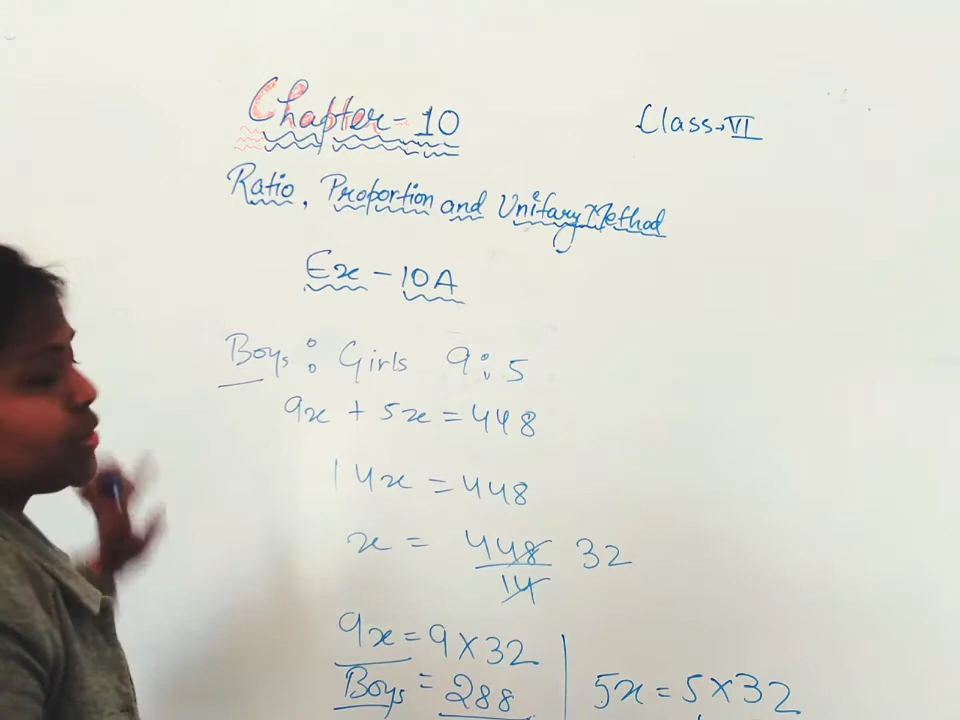 Chapter-10
Class-VI
Ratio, Proportion and Unitary Method
Ex-10A
Boys : Girls 9:5
9x + 5x = 448
14x = 448
x = 448/14 32
9x = 9×32
Boys = 288
5x = 5×32